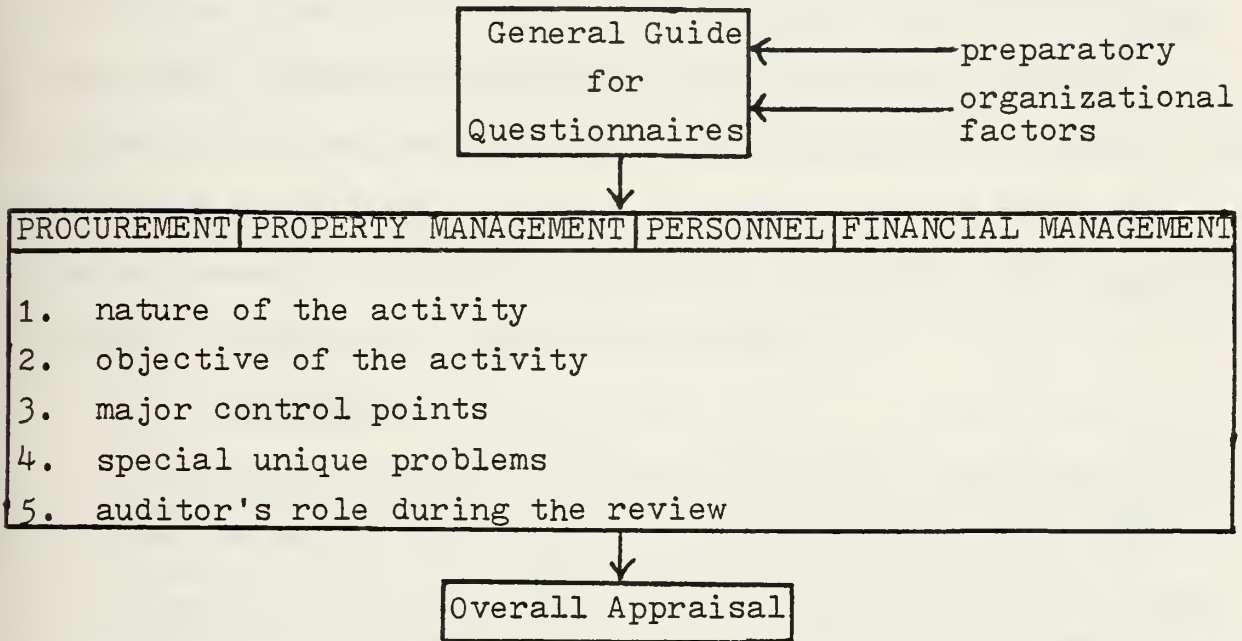 General Guide
for
Questionnaires
preparatory
organizational
factors
PROCUREMENT PROPERTY MANAGEMENT PERSONNEL FINANCIAL MANAGEMENT
1. nature of the activity
2. objective of the activity
3. major control points
4. special unique problems
5. auditor's role during the review
Overall Appraisal